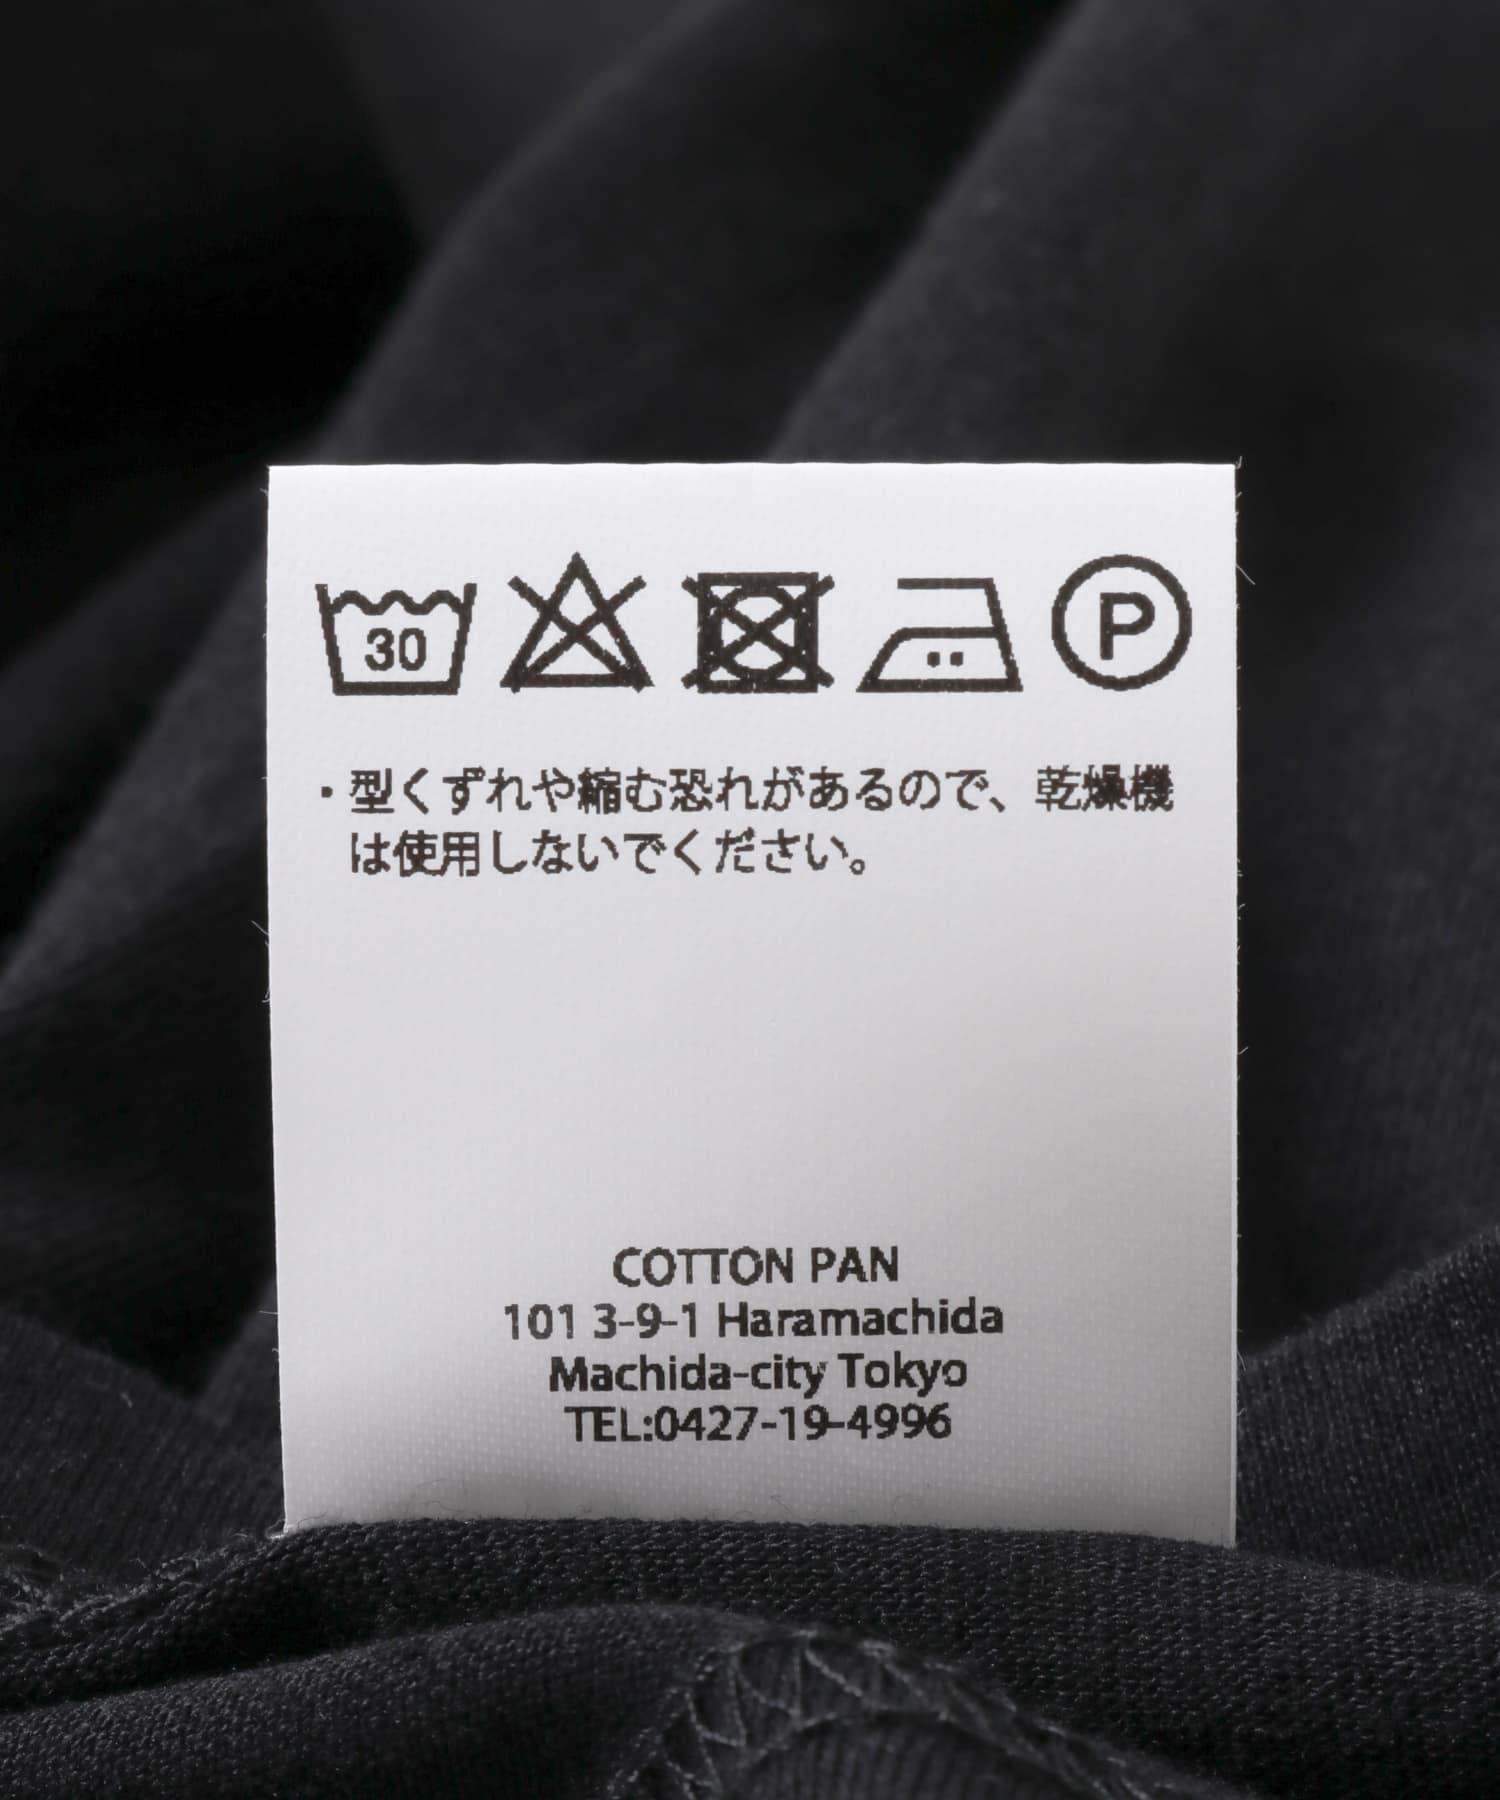 30
P
・型くずれや縮む恐れがあるので、乾燥機
は使用しないでください。
COTTON PAN
101 3-9-1 Haramachida
Machida-city Tokyo
TEL:0427-19-4996